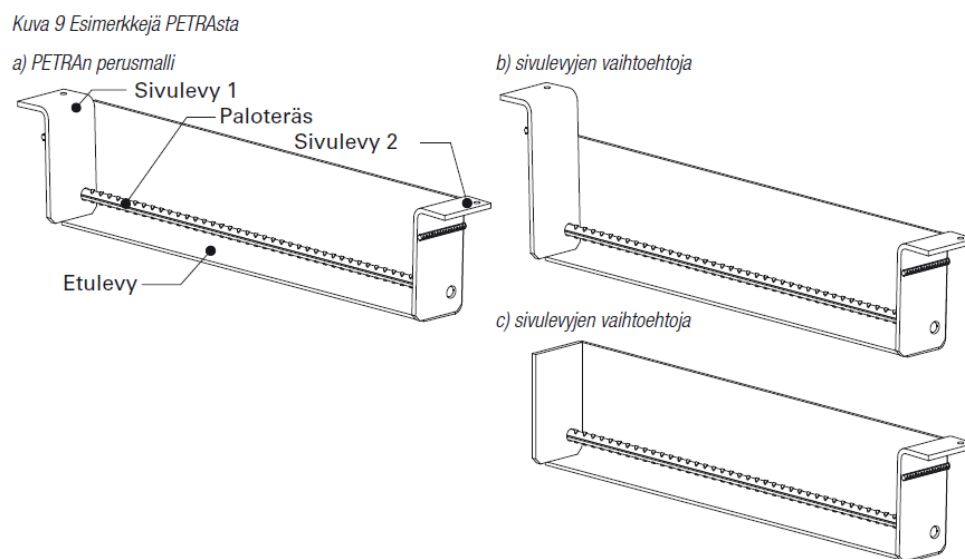 Kuva 9 Esimerkkejä PETRAsta
a) PETRAn perusmalli
Sivulevy 1
Paloteräs
Sivulevy 2
Etulevy
b) sivulevyjen vaihtoehtoja
c) sivulevyjen vaihtoehtoja